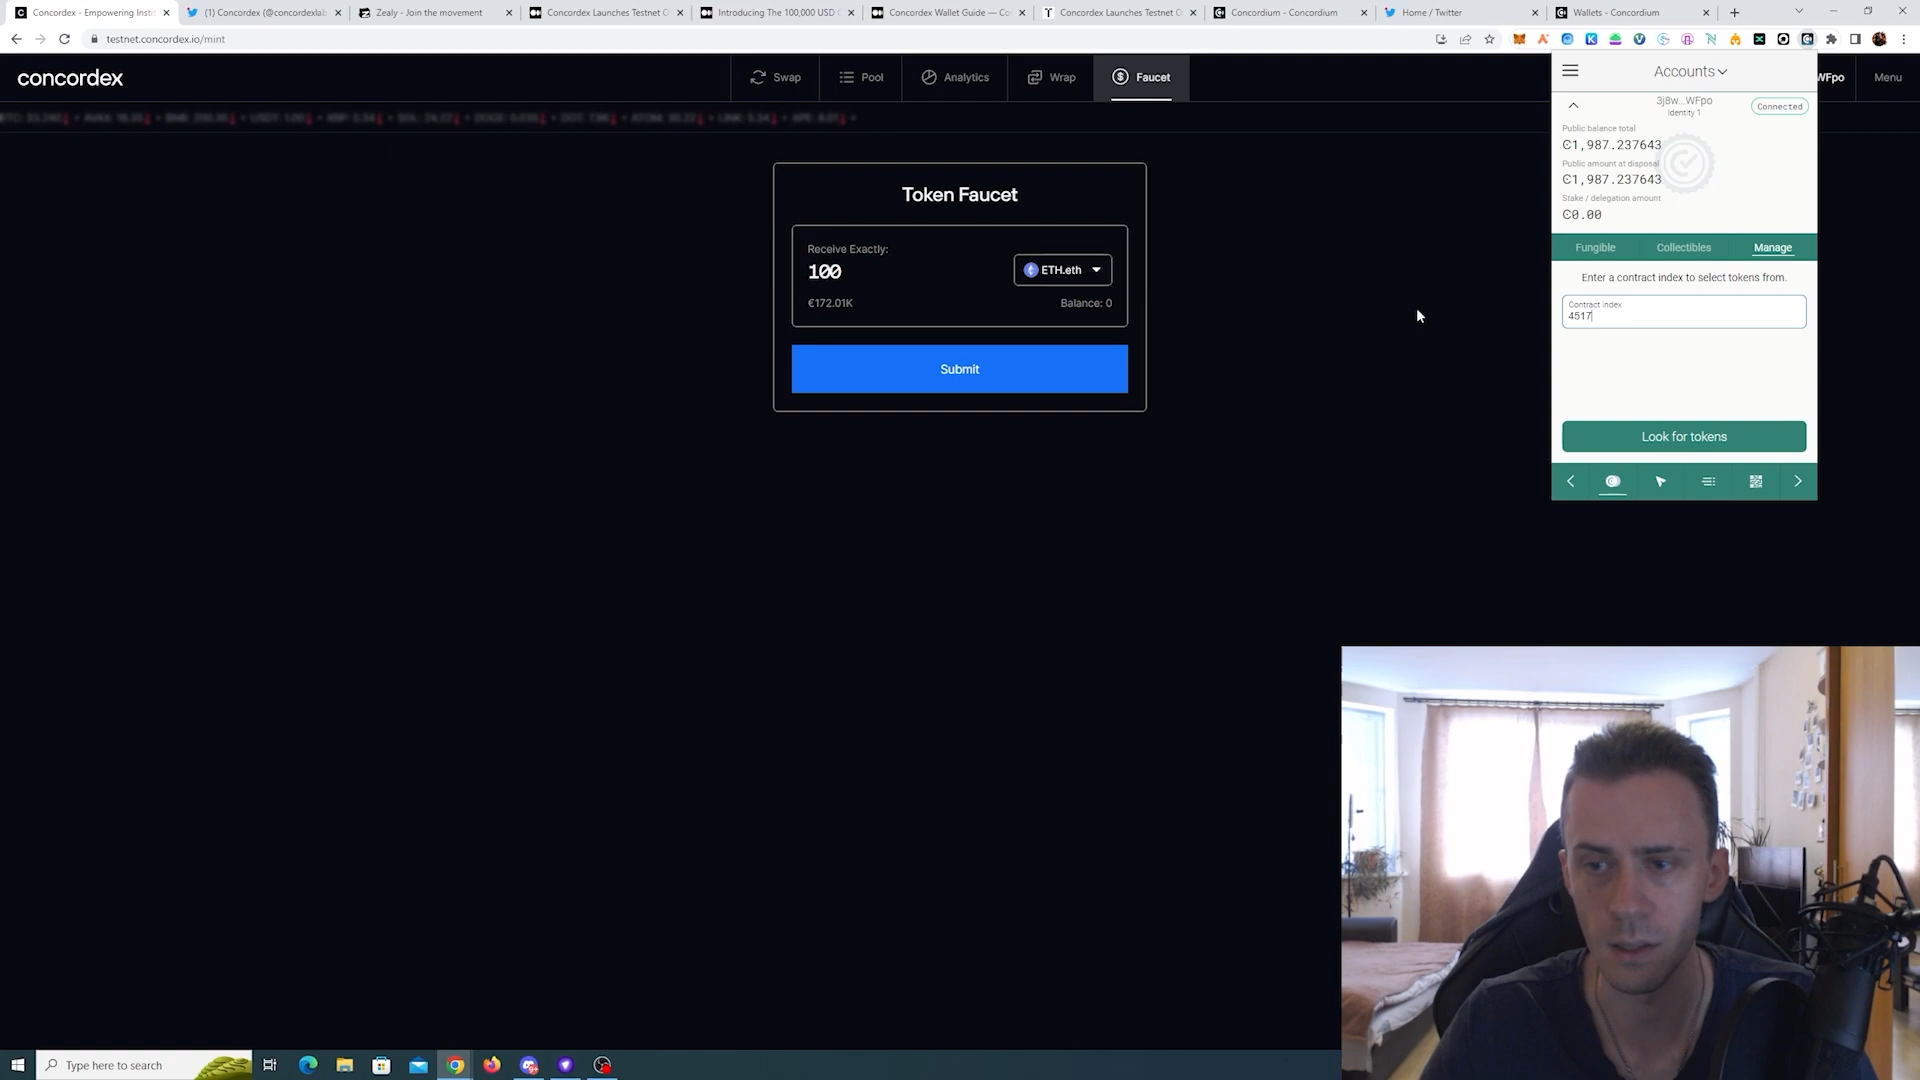 Concordex - Empowering Insti
(1) Concordex (@concordexlab
Zealy - Join the movement
Concordex Launches Testnet C
Introducing The 100,000 USD C
Concordex Wallet Guide — Co
Concordex Launches Testnet C
Concordium - Concordium
Home / Twitter
Wallets - Concordium
testnet.concordex.io/mint
concordex
Swap
Pool
Analytics
Wrap
Faucet
WFpo
Menu
Token Faucet
Receive Exactly:
100
ETH.eth
€172.01K
Balance: 0
Submit
Accounts
3j8w...WFpo
Identity 1
Connected
Public balance total
Ͼ1,987.237643
Public amount at disposal
Ͼ1,987.237643
Stake / delegation amount
Ͼ0.00
Fungible
Collectibles
Manage
Enter a contract index to select tokens from.
Contract index
4517
Look for tokens
Type here to search